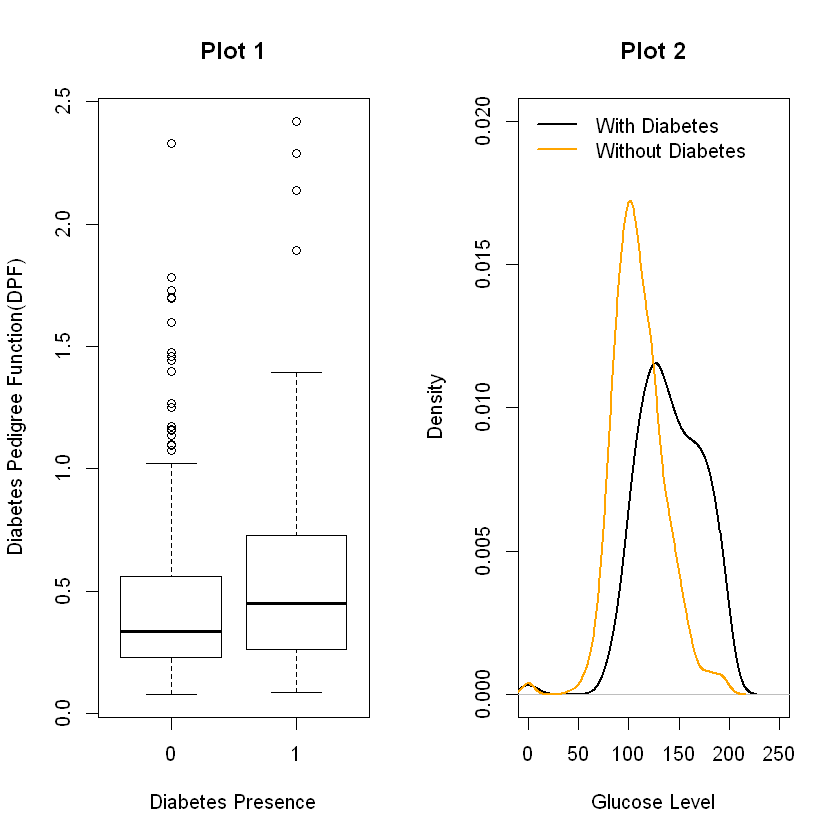 Plot 1
Diabetes Pedigree Function(DPF)
2.5
2.0
1.5
1.0
0.5
0.0
0 1
Diabetes Presence
Plot 2
Density
0.020
0.015
0.010
0.005
0.000
With Diabetes
Without Diabetes
0 50 100 150 200 250
Glucose Level